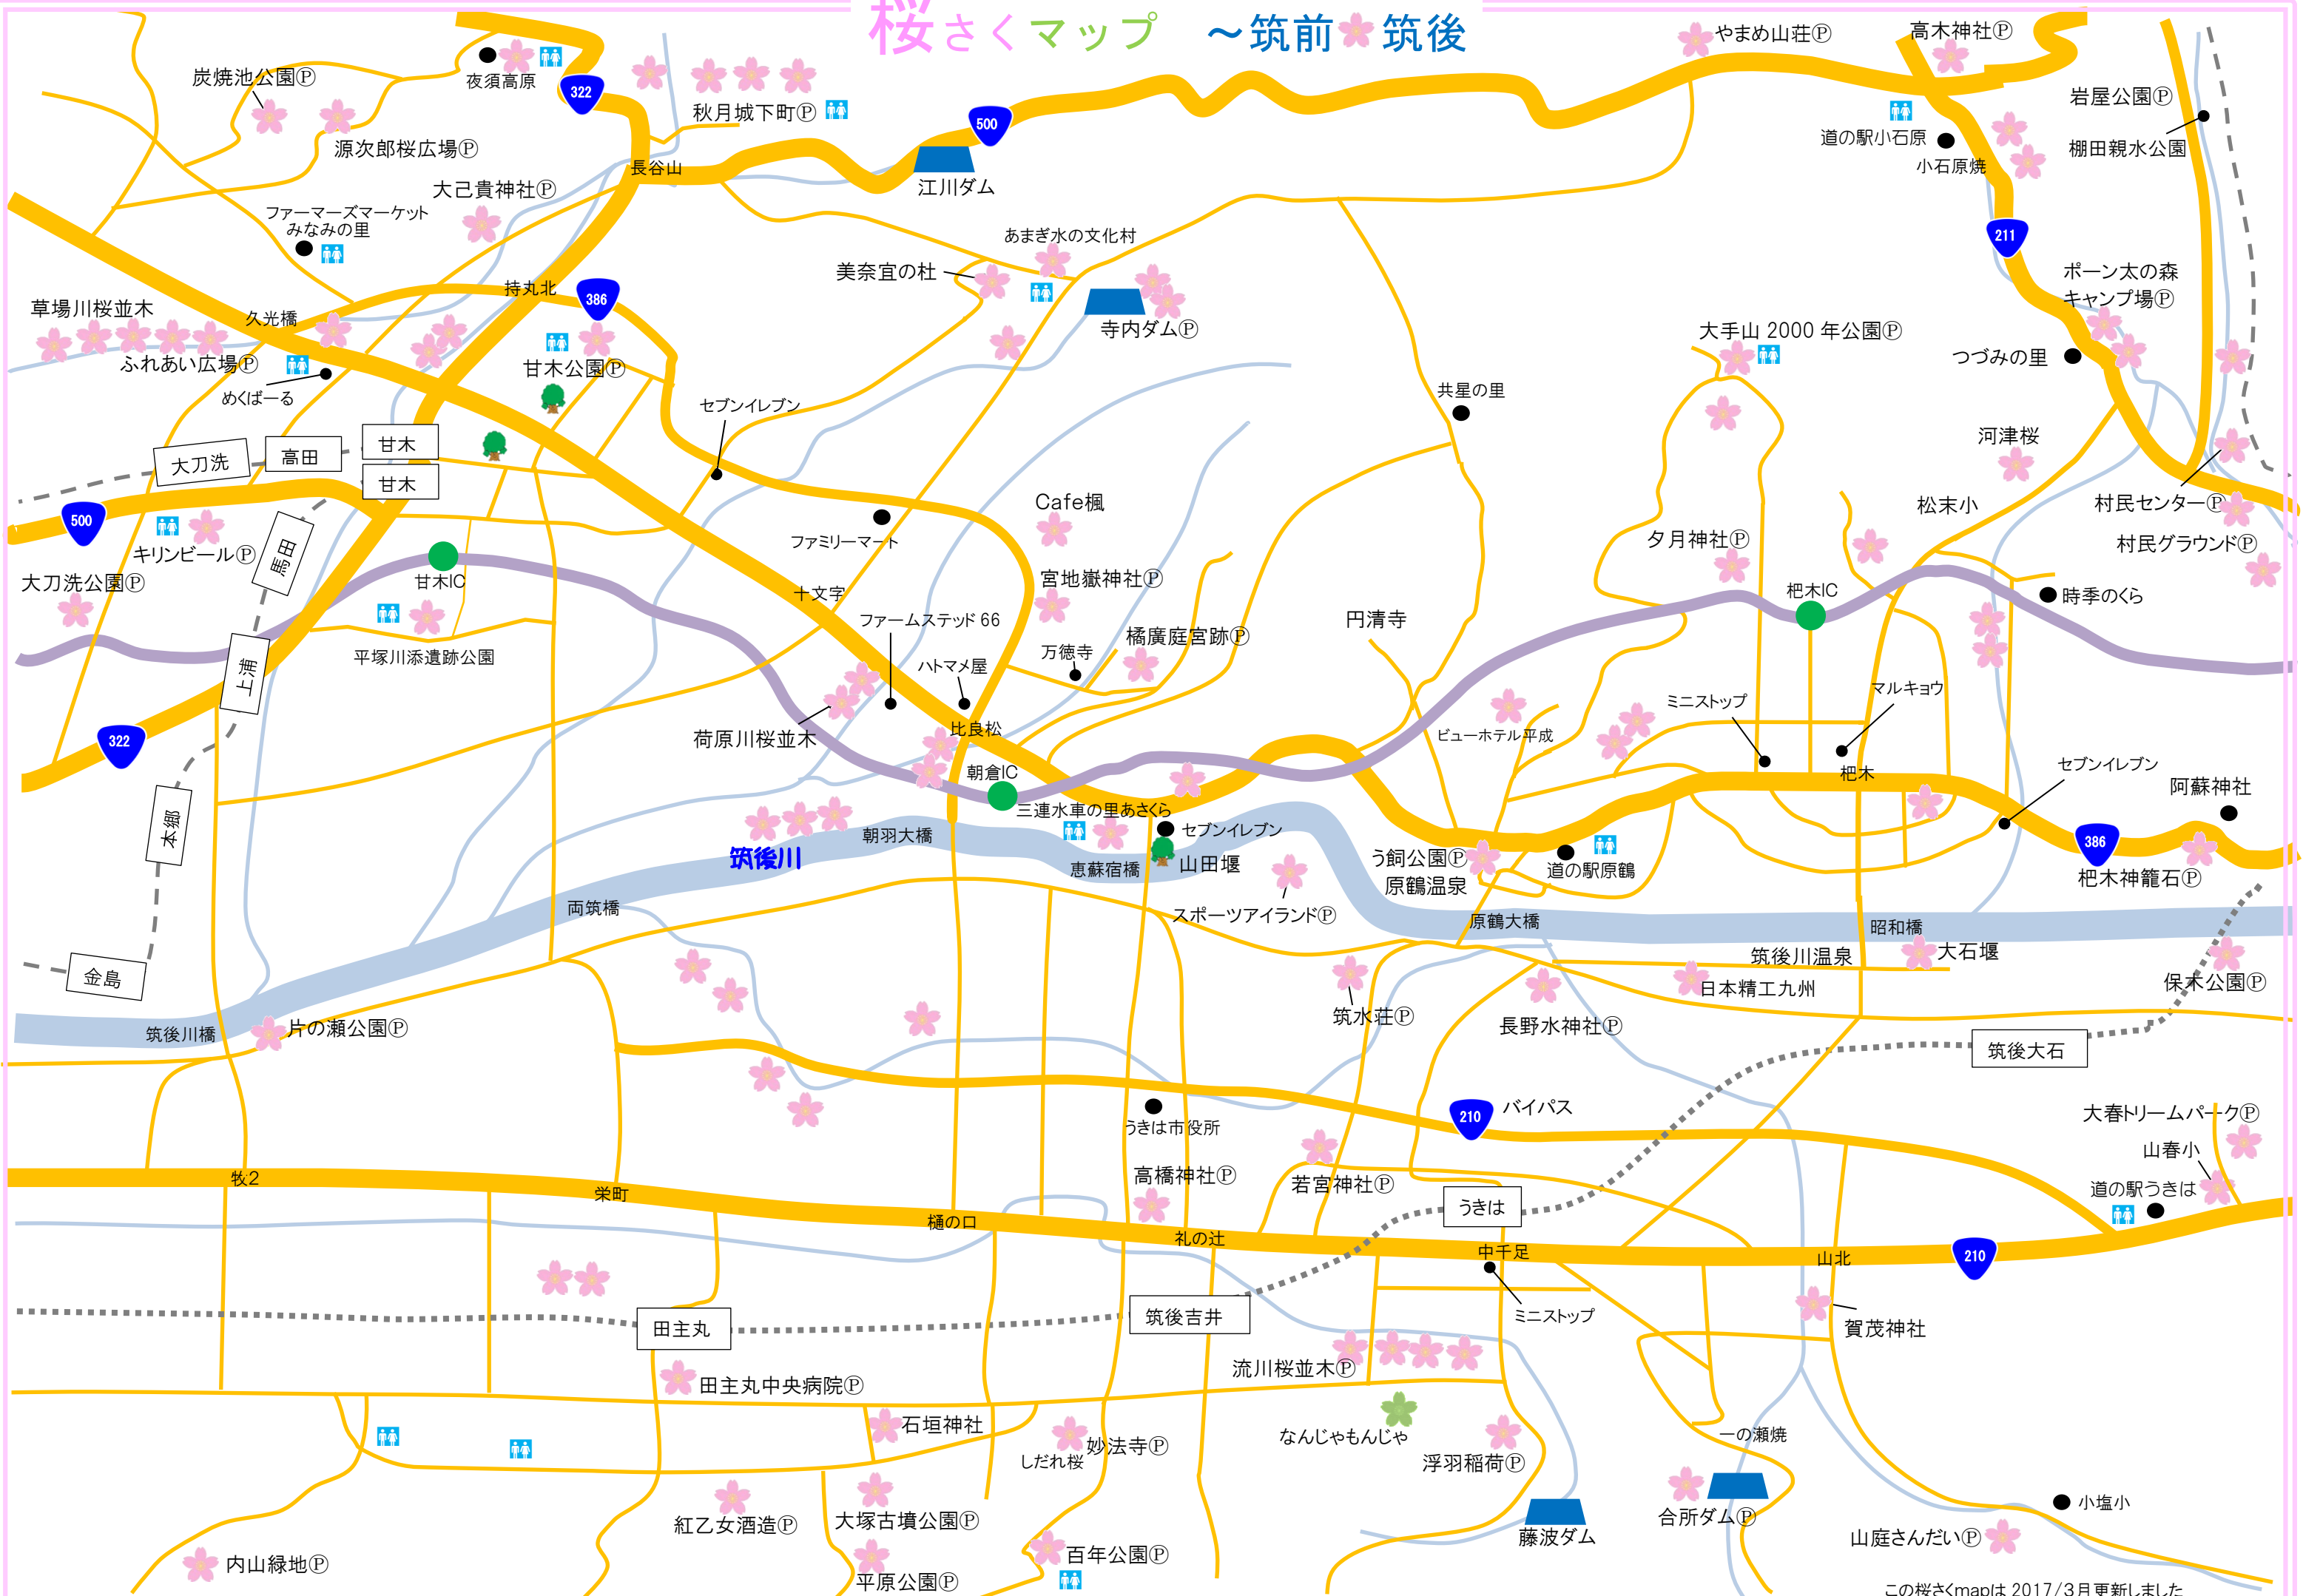 桜さくマップ ～筑前 筑後
やまめ山荘Ⓟ
高木神社Ⓟ
炭焼池公園Ⓟ
夜須高原
322
秋月城下町Ⓟ
500
岩屋公園Ⓟ
棚田親水公園
道の駅小石原
小石原焼
源次郎桜広場Ⓟ
長谷山
江川ダム
大己貴神社Ⓟ
ファーマーズマーケット
みなみの里
211
あまぎ水の文化村
美奈宜の杜
ポーン太の森
キャンプ場Ⓟ
持丸北
386
草場川桜並木
久光橋
寺内ダムⓅ
大手山 2000 年公園Ⓟ
つづみの里
ふれあい広場Ⓟ
甘木公園Ⓟ
めくばーる
セブンイレブン
共星の里
河津桜
大刀洗
高田
甘木
甘木
500
キリンビールⓅ
馬田
Cafe楓
松末小
村民センターⓅ
ファミリーマート
夕月神社Ⓟ
村民グラウンドⓅ
大刀洗公園Ⓟ
甘木IC
宮地嶽神社Ⓟ
杷木IC
時季のくら
十文字
ファームステッド 66
円清寺
橘廣庭宮跡Ⓟ
万徳寺
平塚川添遺跡公園
ハトマメ屋
上浦
322
荷原川桜並木
比良松
ビューホテル平成
ミニストップ
マルキョウ
朝倉IC
杷木
セブンイレブン
阿蘇神社
本郷
三連水車の里あさくら
セブンイレブン
朝羽大橋
筑後川
恵蘇宿橋
山田堰
う飼公園Ⓟ
原鶴温泉
道の駅原鶴
386
杷木神籠石Ⓟ
両筑橋
スポーツアイランドⓅ
原鶴大橋
昭和橋
金島
筑後川温泉
大石堰
日本精工九州
保木公園Ⓟ
筑後川橋
片の瀬公園Ⓟ
筑水荘Ⓟ
長野水神社Ⓟ
筑後大石
210
バイパス
うきは市役所
大春トリームパークⓅ
山春小
道の駅うきは
牧2
栄町
高橋神社Ⓟ
若宮神社Ⓟ
うきは
樋の口
礼の辻
中千足
山北
210
田主丸
筑後吉井
ミニストップ
賀茂神社
流川桜並木Ⓟ
田主丸中央病院Ⓟ
石垣神社
しだれ桜
妙法寺Ⓟ
なんじゃもんじゃ
浮羽稲荷Ⓟ
一の瀬焼
紅乙女酒造Ⓟ
大塚古墳公園Ⓟ
藤波ダム
合所ダムⓅ
小塩小
山庭さんだいⓅ
内山緑地Ⓟ
平原公園Ⓟ
百年公園Ⓟ
この桜さくmapは 2017/3月更新しました